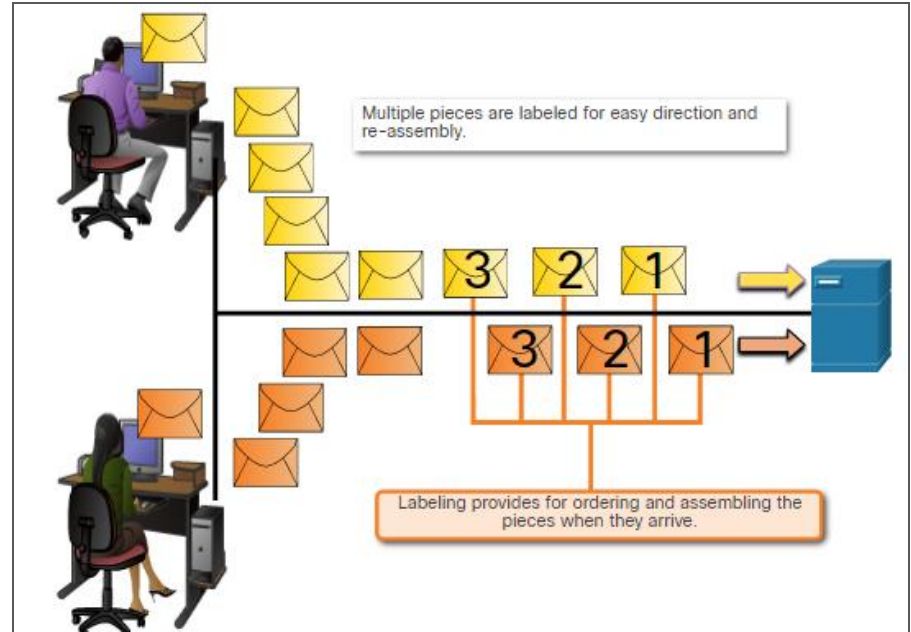 Multiple pieces are labeled for easy direction and
re-assembly.
3 2 1
3 2 1
Labeling provides for ordering and assembling the
pieces when they arrive.